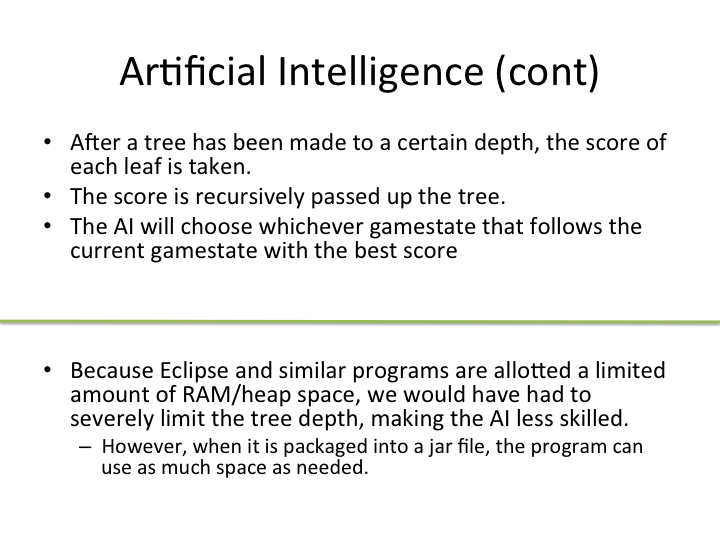 Artificial Intelligence (cont)
• After a tree has been made to a certain depth, the score of
each leaf is taken.
• The score is recursively passed up the tree.
• The AI will choose whichever gamestate that follows the
current gamestate with the best score
• Because Eclipse and similar programs are allotted a limited
amount of RAM/heap space, we would have had to
severely limit the tree depth, making the AI less skilled.
– However, when it is packaged into a jar file, the program can
use as much space as needed.